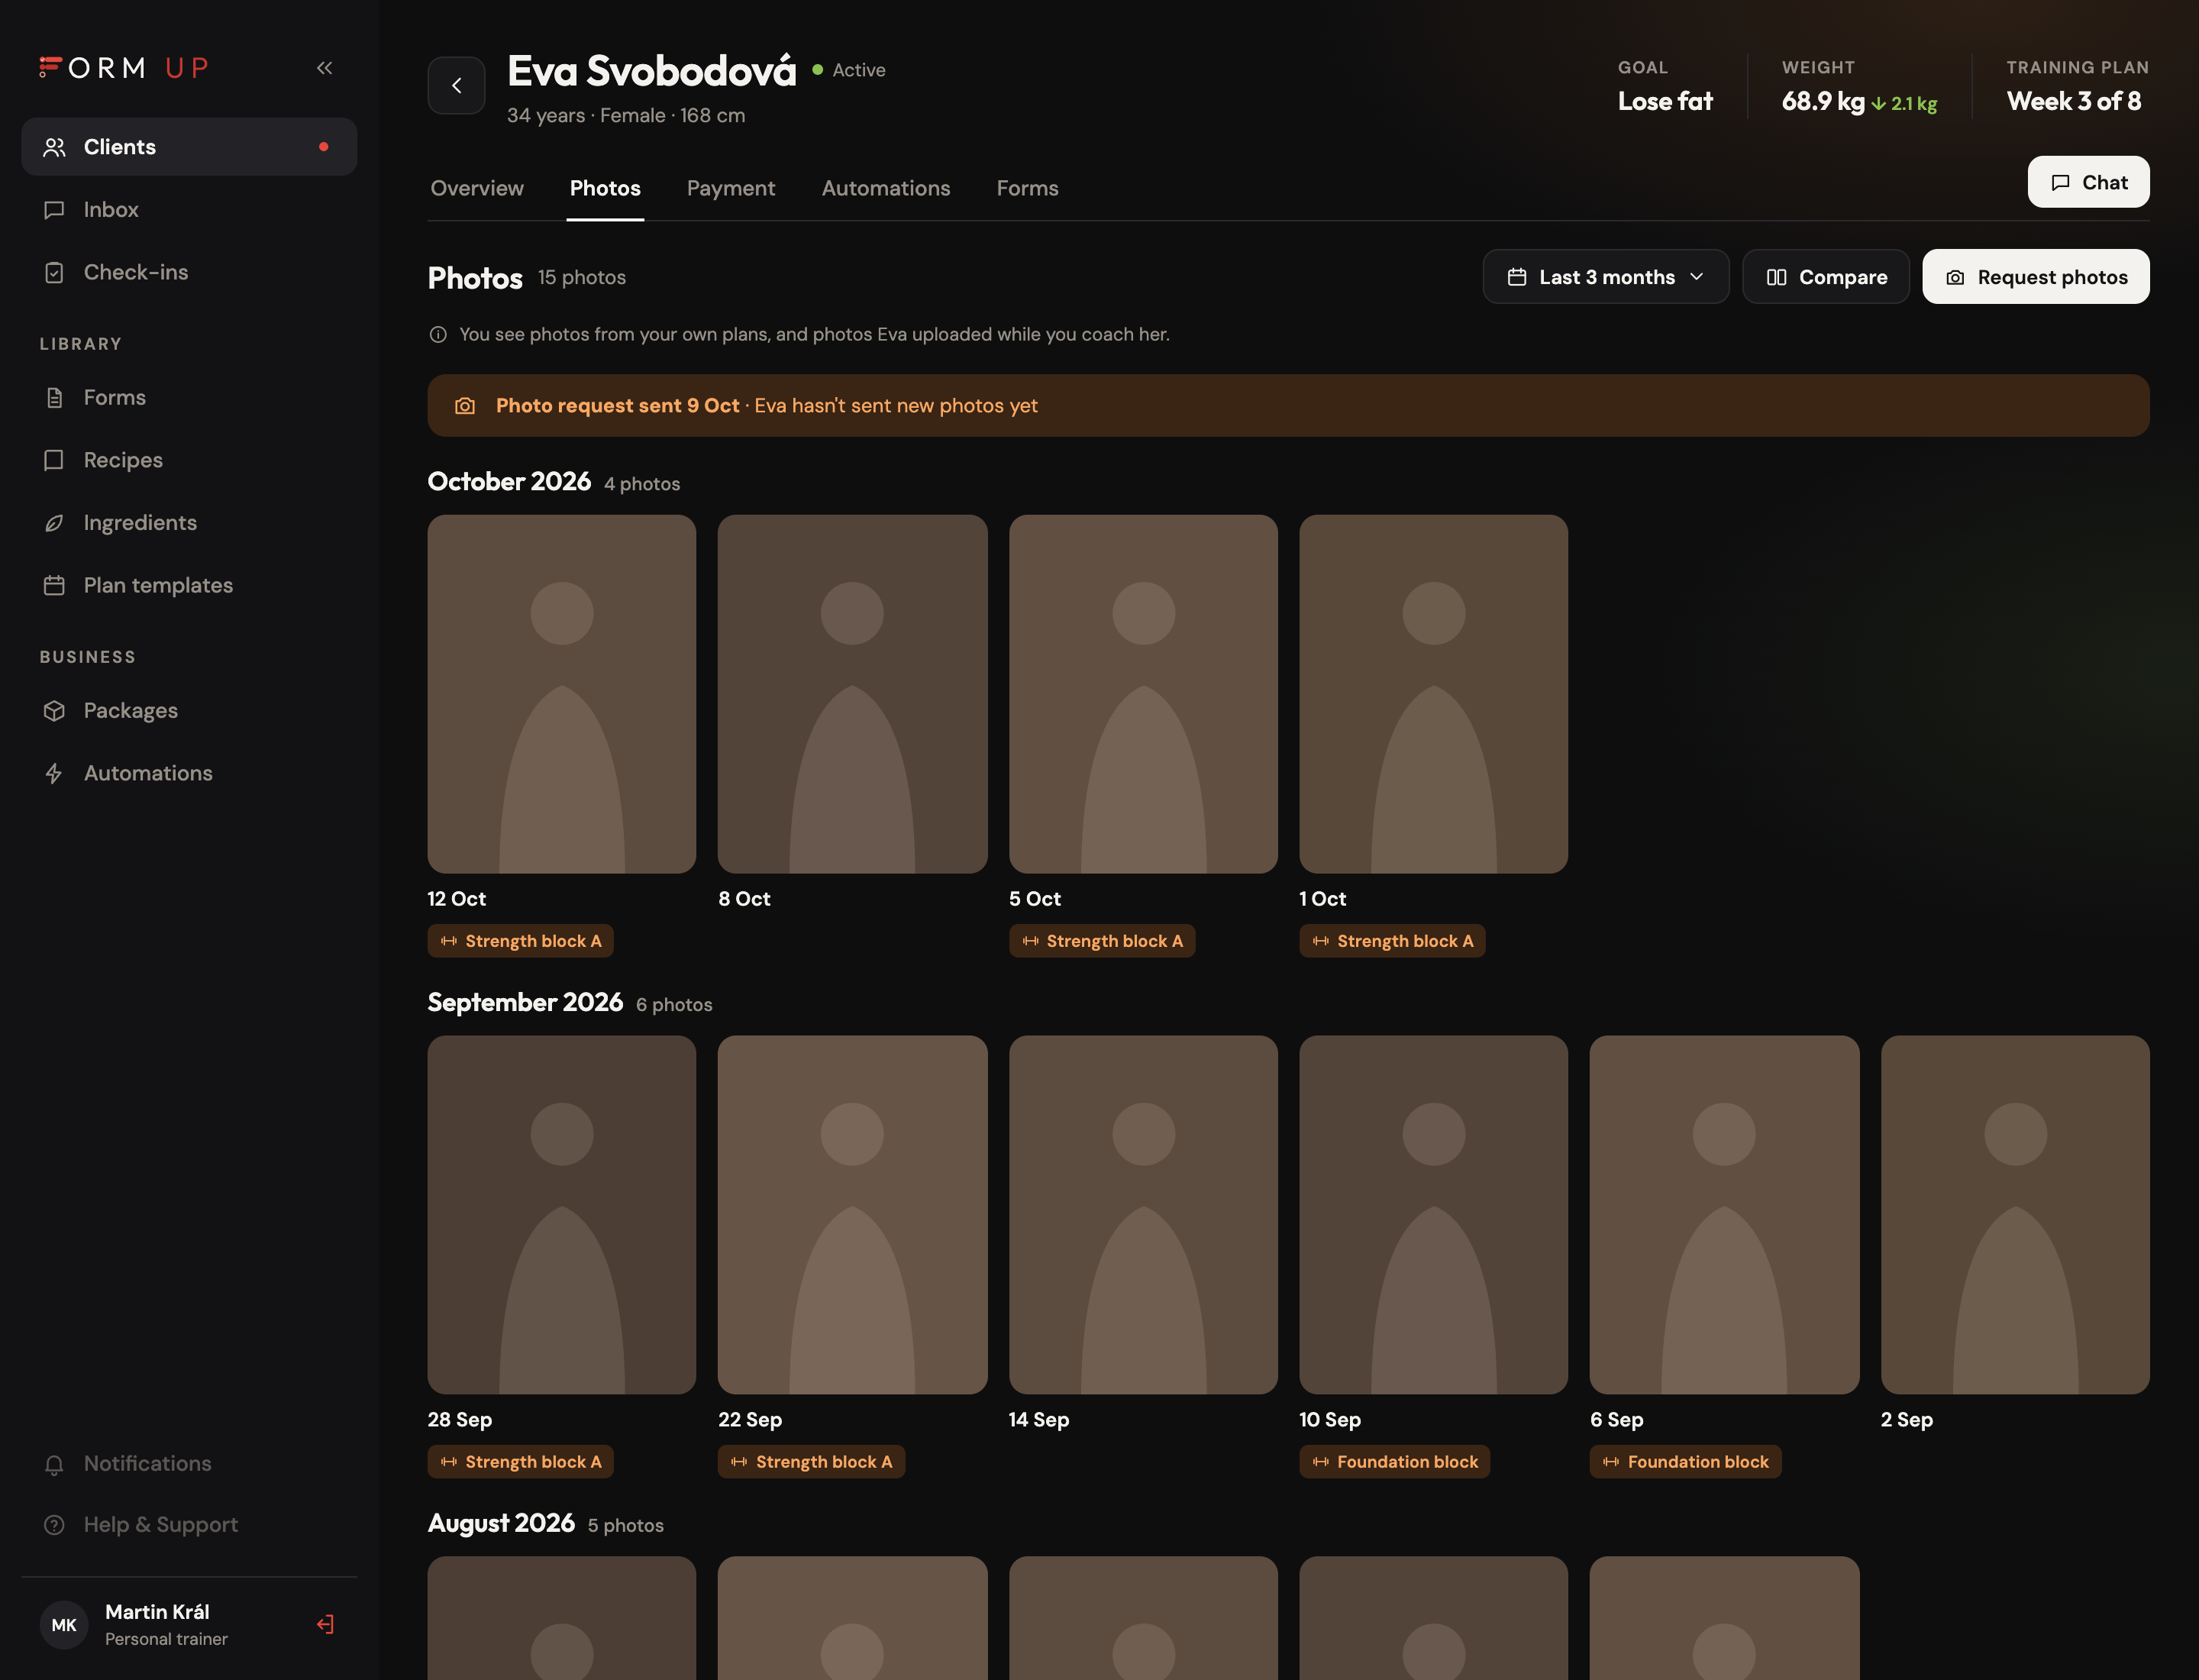 FORM UP
Clients
Inbox
Check-ins
LIBRARY
Forms
Recipes
Ingredients
Plan templates
BUSINESS
Packages
Automations
Notifications
Help & Support
MK
Martin Král
Personal trainer
Eva Svobodová
Active
34 years · Female · 168 cm
GOAL
Lose fat
WEIGHT
68.9 kg ↓ 2.1 kg
TRAINING PLAN
Week 3 of 8
Overview Photos Payment Automations Forms
Chat
Photos 15 photos
Last 3 months
Compare
Request photos
You see photos from your own plans, and photos Eva uploaded while you coach her.
Photo request sent 9 Oct · Eva hasn't sent new photos yet
October 2026 4 photos
12 Oct
Strength block A
8 Oct
5 Oct
Strength block A
1 Oct
Strength block A
September 2026 6 photos
28 Sep
Strength block A
22 Sep
Strength block A
14 Sep
10 Sep
Foundation block
6 Sep
Foundation block
2 Sep
August 2026 5 photos